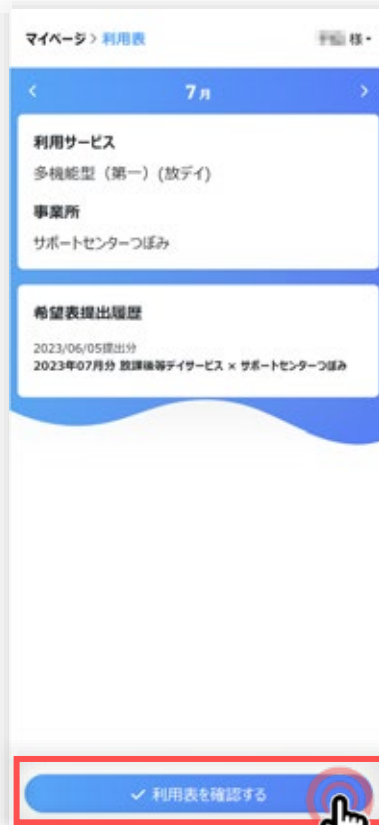 マイページ > 利用表 様
7月
利用サービス
多機能型（第一）(放デイ)
事業所
サポートセンターつぼみ
希望表提出履歴
2023/06/05提出分
2023年07月分 放課後等デイサービス × サポートセンターつぼみ
利用表を確認する